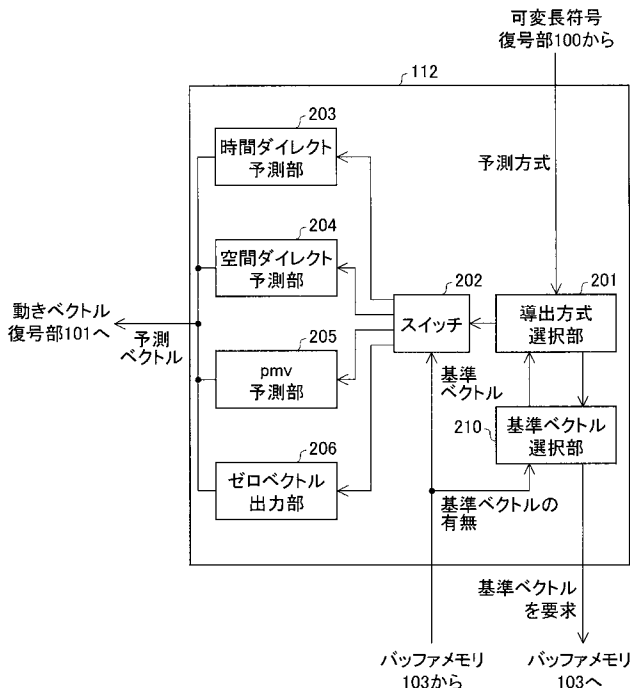 可変長符号
復号部100から
112
203
時間ダイレクト
予測部
予測方式
204
空間ダイレクト
予測部
202
201
動きベクトル
復号部101へ
予測
ベクトル
スイッチ
導出方式
選択部
205
pmv
予測部
基準
ベクトル
210
基準ベクトル
選択部
206
ゼロベクトル
出力部
基準ベクトルの
有無
基準ベクトル
を要求
バッファメモリ
103から
バッファメモリ
103へ